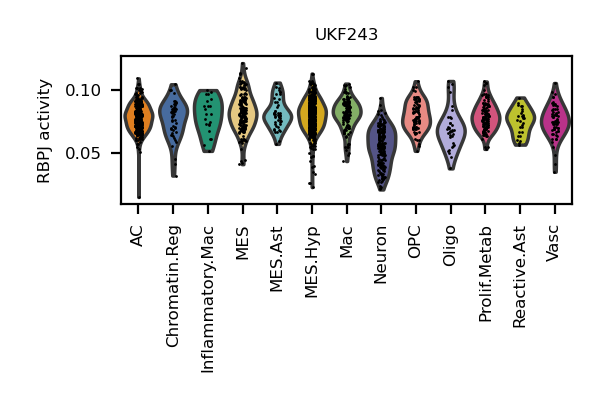 UKF243
RBPJ activity
0.10
0.05
AC
Chromatin.Reg
Inflammatory.Mac
MES
MES.Ast
MES.Hyp
Mac
Neuron
OPC
Oligo
Prolif.Metab
Reactive.Ast
Vasc